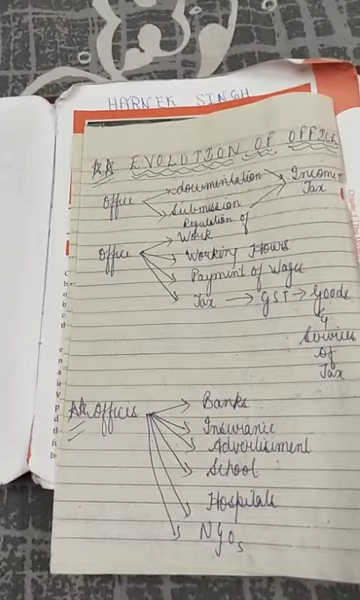 HARNEK SINGH
EVOLUTION OF OFFICE
Office → documentation → Income Tax
→ Submission
Office → Regulation of Work
→ Working Hours
→ Payment of Wages
→ Tax → GST → Goods & Services of Tax
Offices → Banks
→ Insurance
→ Advertisement
→ School
→ Hospitals
→ NGOs